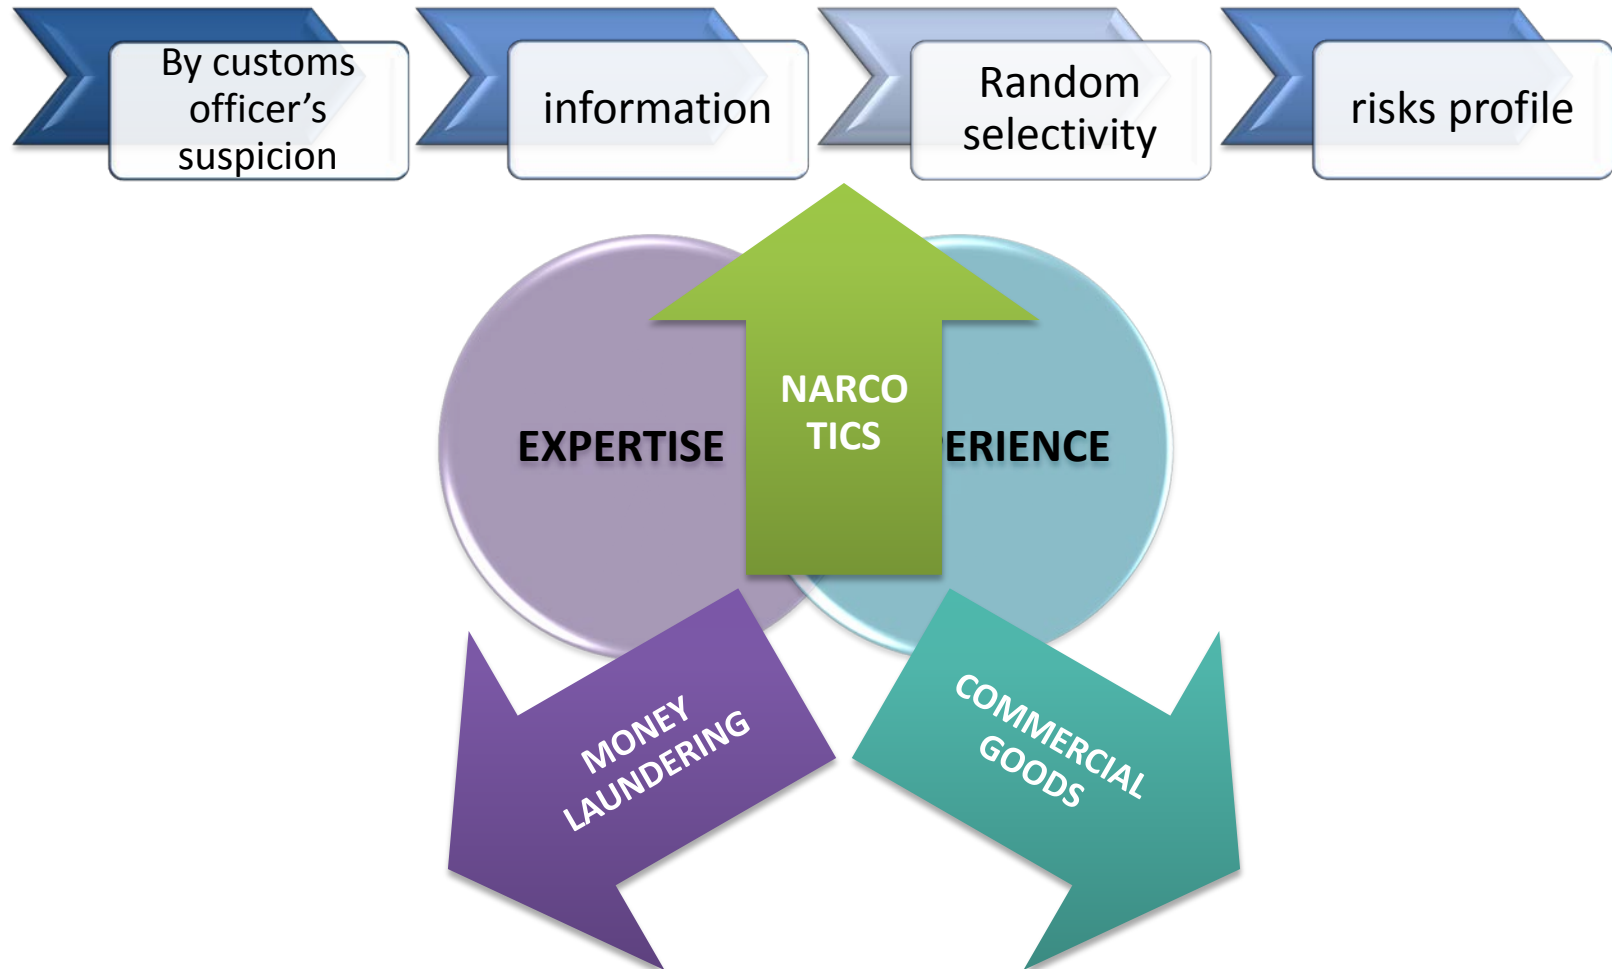 By customs
officer’s
suspicion
information
Random
selectivity
risks profile
NARCO
TICS
EXPERTISE
ERIENCE
MONEY
LAUNDERING
COMMERCIAL
GOODS